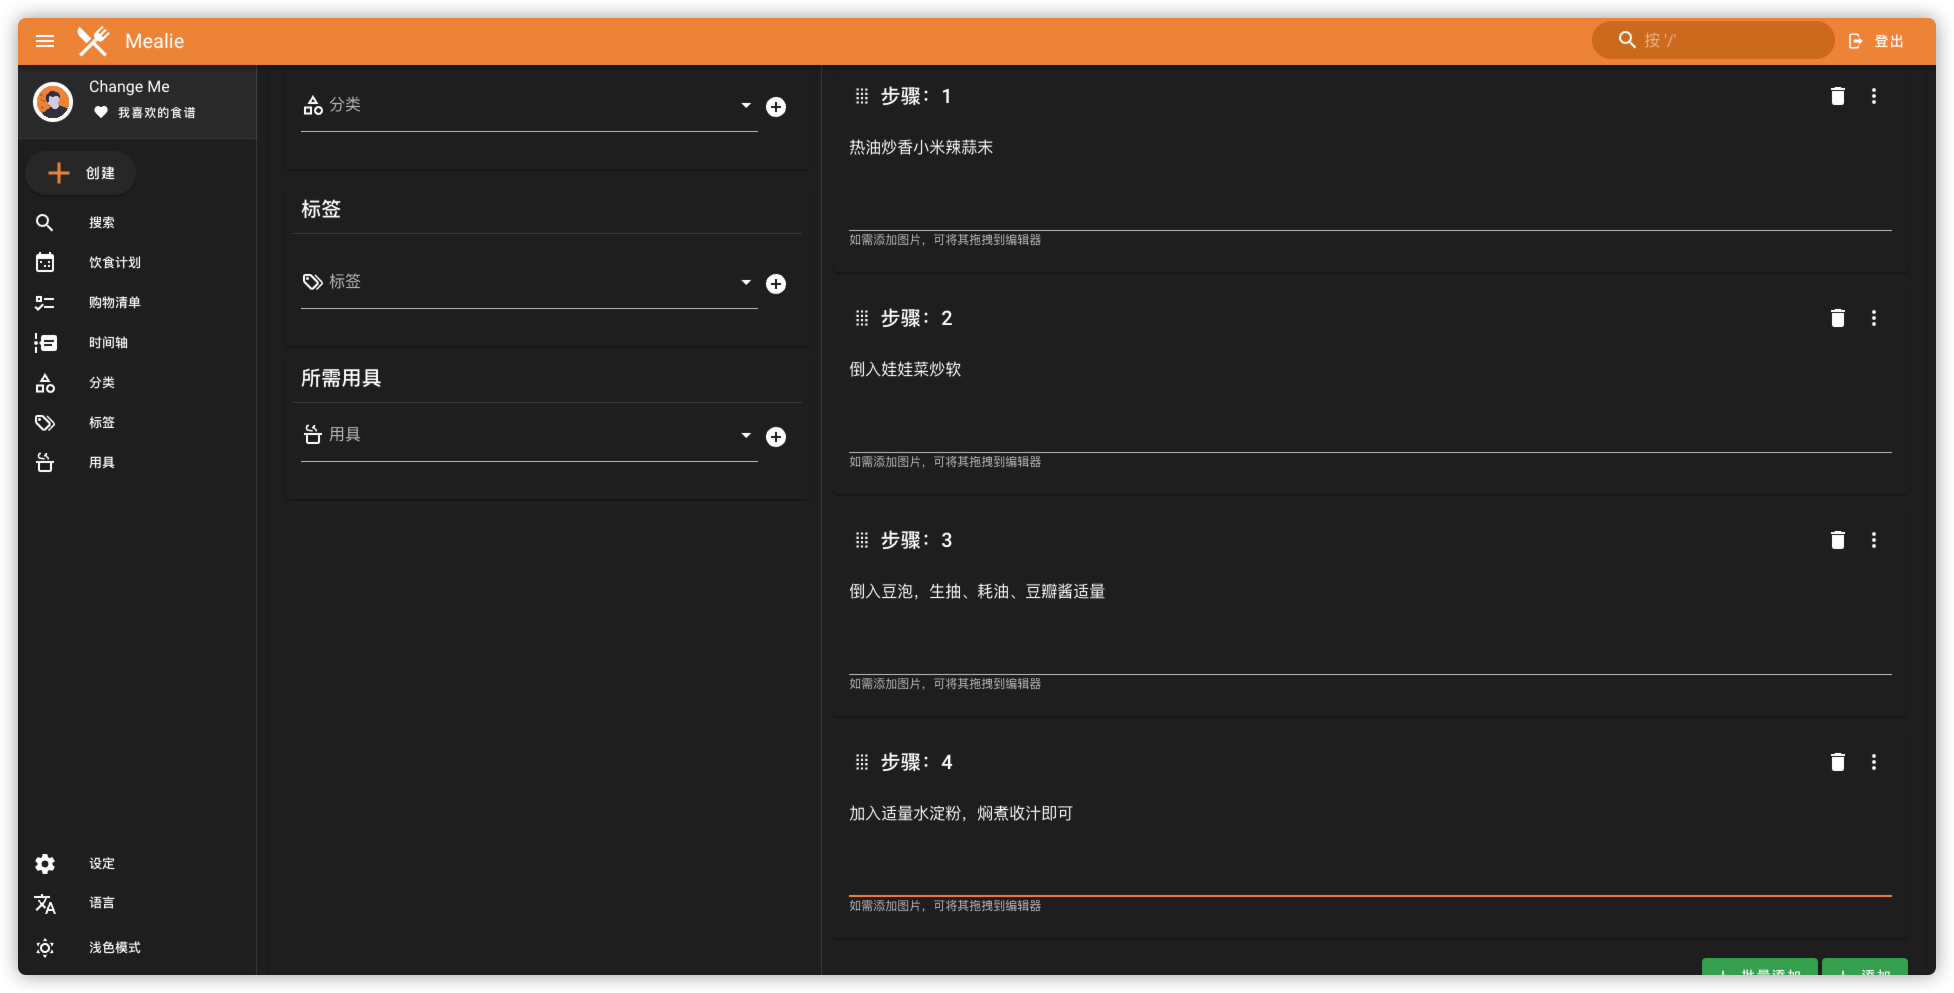 Mealie
按 '/'
登出
Change Me
我喜欢的食谱
创建
搜索
饮食计划
购物清单
时间轴
分类
标签
用具
设定
语言
浅色模式
分类
标签
标签
所需用具
用具
步骤：1
热油炒香小米辣蒜末
如需添加图片，可将其拖拽到编辑器
步骤：2
倒入娃娃菜炒软
如需添加图片，可将其拖拽到编辑器
步骤：3
倒入豆泡，生抽、耗油、豆瓣酱适量
如需添加图片，可将其拖拽到编辑器
步骤：4
加入适量水淀粉，焖煮收汁即可
如需添加图片，可将其拖拽到编辑器
批量添加
添加